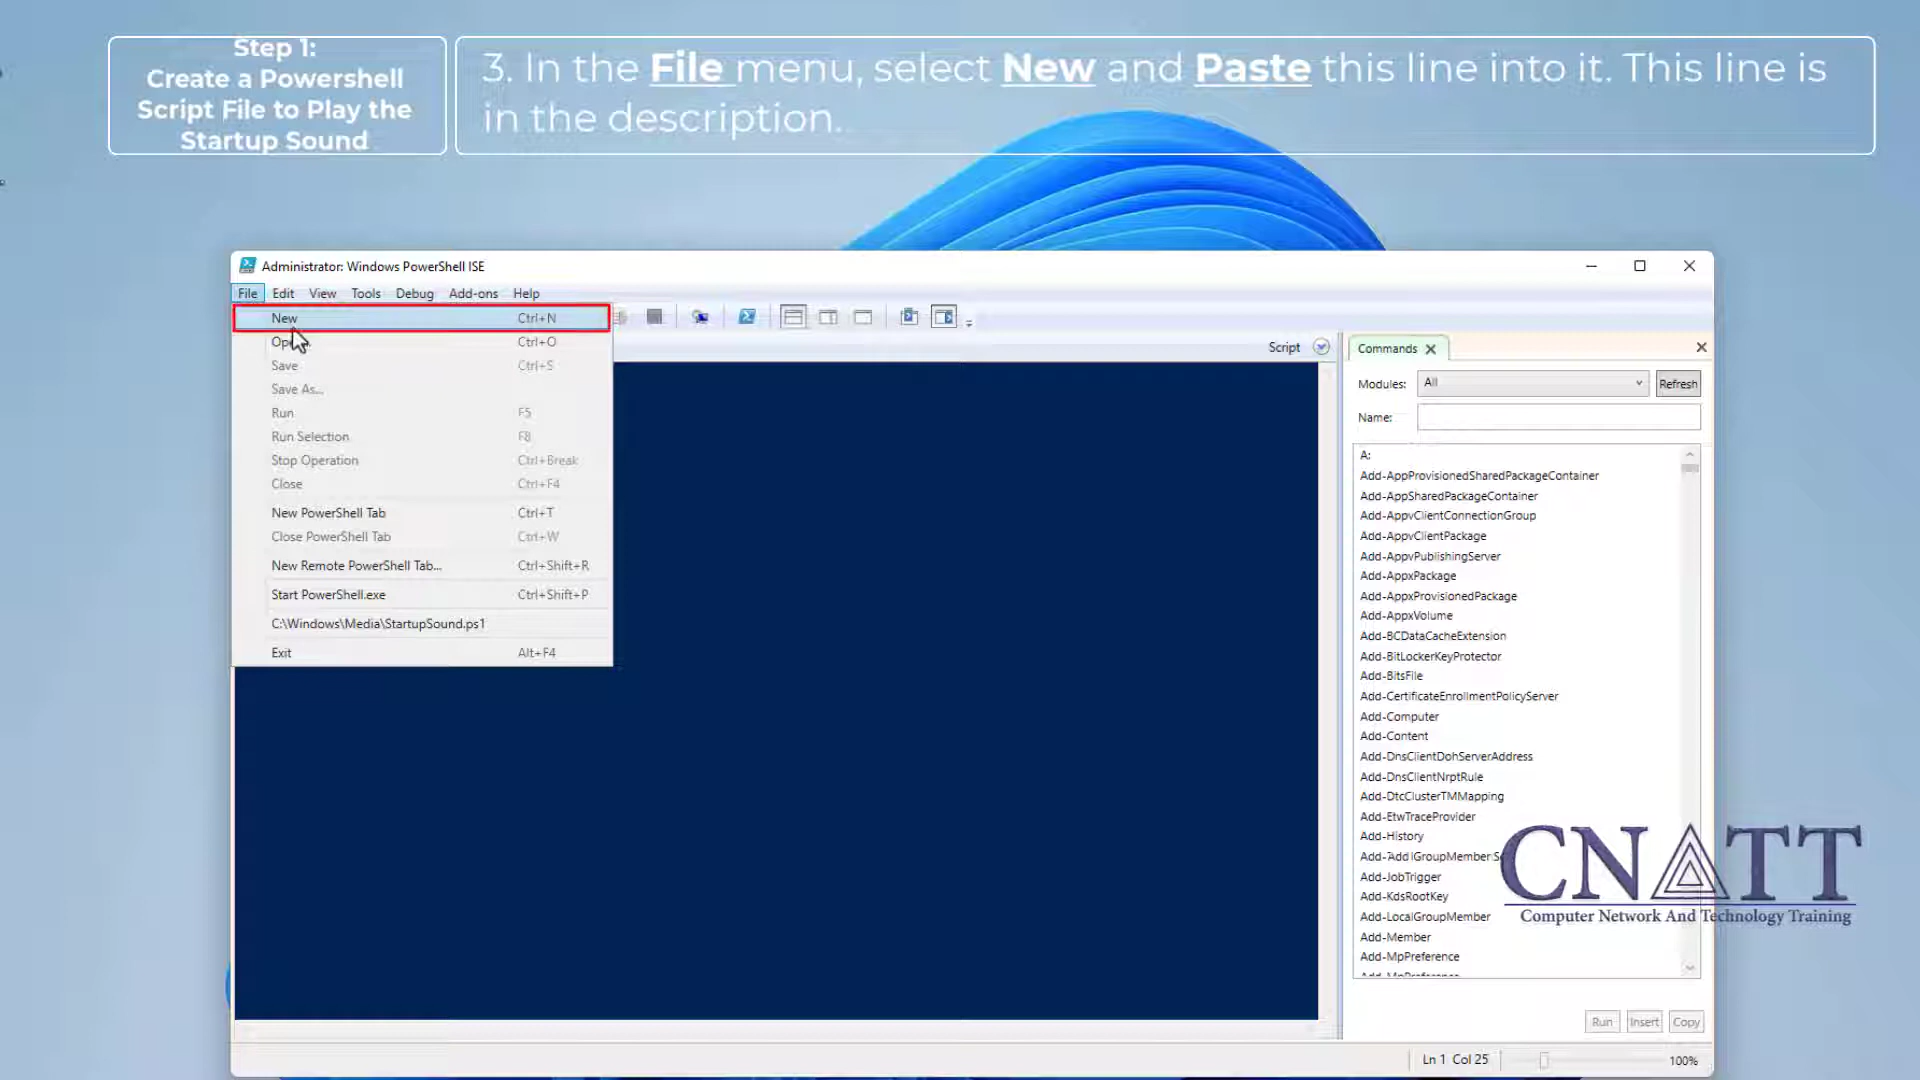 Step 1:
Create a Powershell
Script File to Play the
Startup Sound
3. In the File menu, select New and Paste this line into it. This line is
in the description.
Administrator: Windows PowerShell ISE
File Edit View Tools Debug Add-ons Help
New Ctrl+N
Ctrl+O
Save Ctrl+S
Save As...
Run F5
Run Selection F8
Stop Operation Ctrl+Break
Close Ctrl+F4
New PowerShell Tab Ctrl+T
Close PowerShell Tab Ctrl+W
New Remote PowerShell Tab... Ctrl+Shift+R
Start PowerShell.exe Ctrl+Shift+P
C:\Windows\Media\StartupSound.ps1
Exit Alt+F4
Script
Commands
Modules: All Refresh
Name:
A:
Add-AppProvisionedSharedPackageContainer
Add-AppSharedPackageContainer
Add-AppvClientConnectionGroup
Add-AppvClientPackage
Add-AppvPublishingServer
Add-AppxPackage
Add-AppxProvisionedPackage
Add-AppxVolume
Add-BCDataCacheExtension
Add-BitLockerKeyProtector
Add-BitsFile
Add-CertificateEnrollmentPolicyServer
Add-Computer
Add-Content
Add-DnsClientDohServerAddress
Add-DnsClientNrptRule
Add-DtcClusterTMMapping
Add-EtwTraceProvider
Add-History
Add-JobTrigger
Add-KdsRootKey
Add-LocalGroupMember
Add-Member
Add-MpPreference
CNATT
Computer Network And Technology Training
Run Insert Copy
Ln 1 Col 25 100%